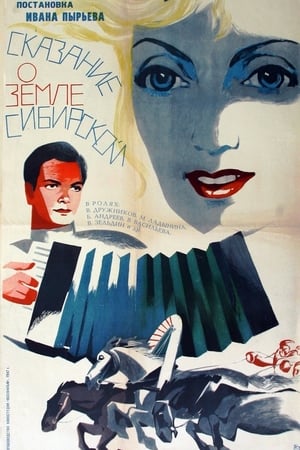 ПОСТАНОВКА
ИВАНА ПЫРЬЕВА
СКАЗАНИЕ
О
ЗЕМЛЕ
СИБИРСКОЙ
В РОЛЯХ:
В. ДРУЖНИКОВ, М. ЛАДЫНИНА,
Б. АНДРЕЕВ, В. ВАСИЛЬЕВА,
В. ЗЕЛЬДИН И ДР.